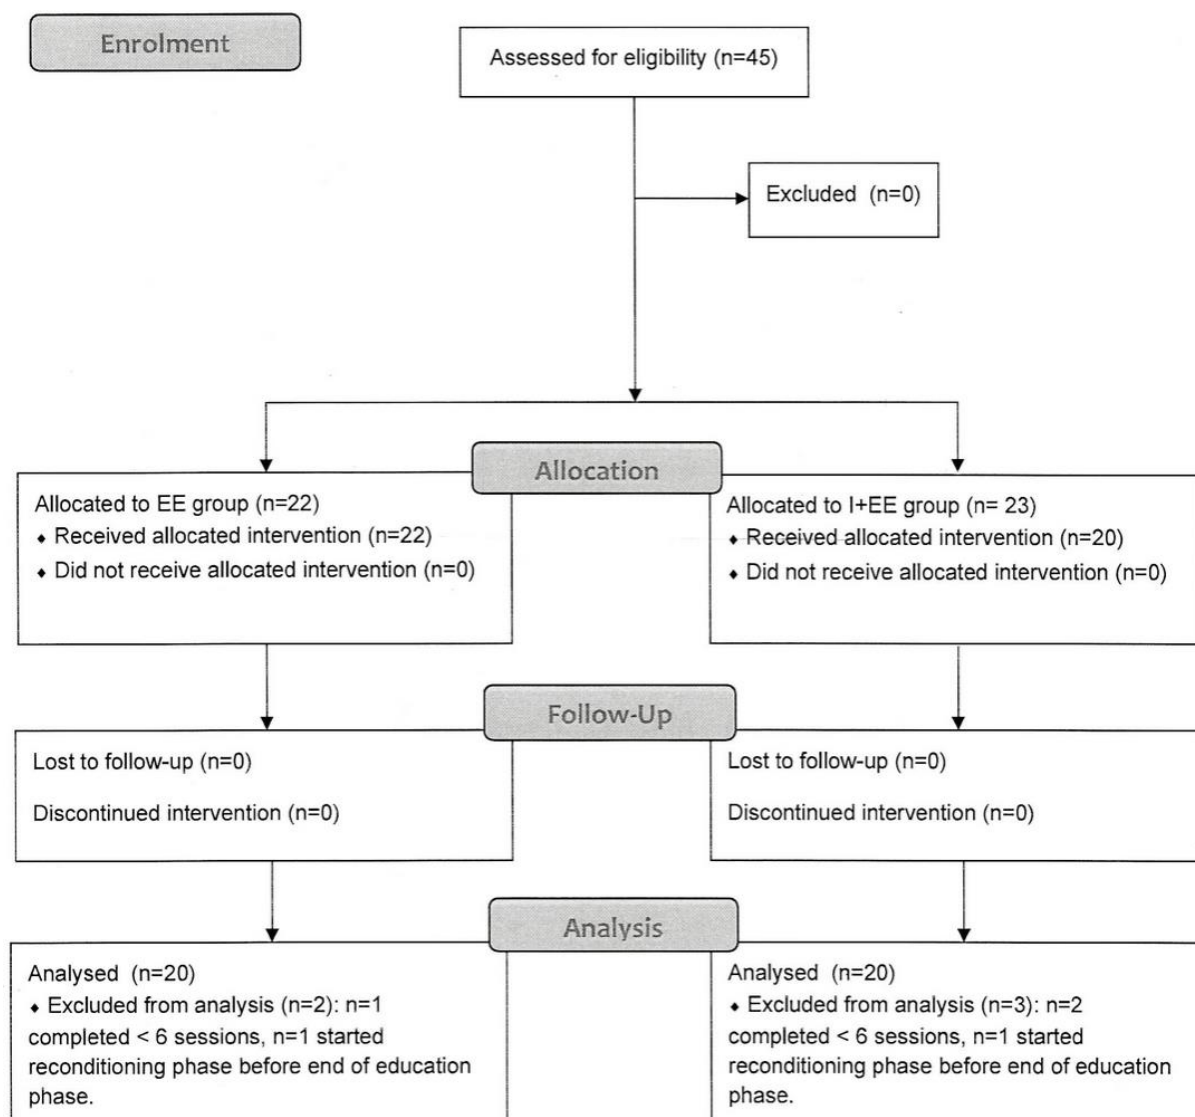 Enrolment
Assessed for eligibility (n=45)
Excluded (n=0)
Allocation
Allocated to EE group (n=22)
⬧ Received allocated intervention (n=22)
⬧ Did not receive allocated intervention (n=0)
Allocated to I+EE group (n= 23)
⬧ Received allocated intervention (n=20)
⬧ Did not receive allocated intervention (n=0)
Follow-Up
Lost to follow-up (n=0)
Discontinued intervention (n=0)
Lost to follow-up (n=0)
Discontinued intervention (n=0)
Analysis
Analysed (n=20)
⬧ Excluded from analysis (n=2): n=1
completed < 6 sessions, n=1 started
reconditioning phase before end of education
phase.
Analysed (n=20)
⬧ Excluded from analysis (n=3): n=2
completed < 6 sessions, n=1 started
reconditioning phase before end of education
phase.